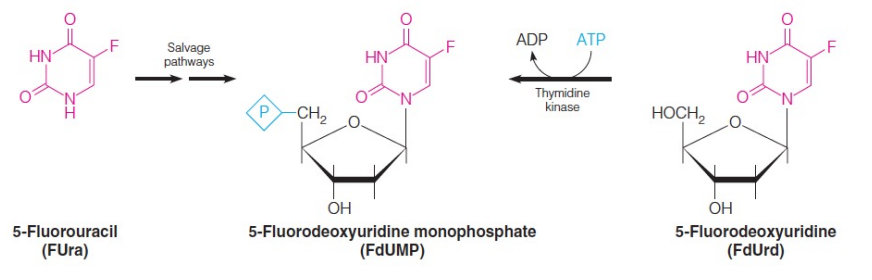 O
HN
F
O
N
H
Salvage
pathways
O
HN
F
O
N
P
CH2
O
OH
ADP
ATP
Thymidine
kinase
O
HN
F
O
N
HOCH2
O
OH
5-Fluorouracil
(FUra)
5-Fluorodeoxyuridine monophosphate
(FdUMP)
5-Fluorodeoxyuridine
(FdUrd)